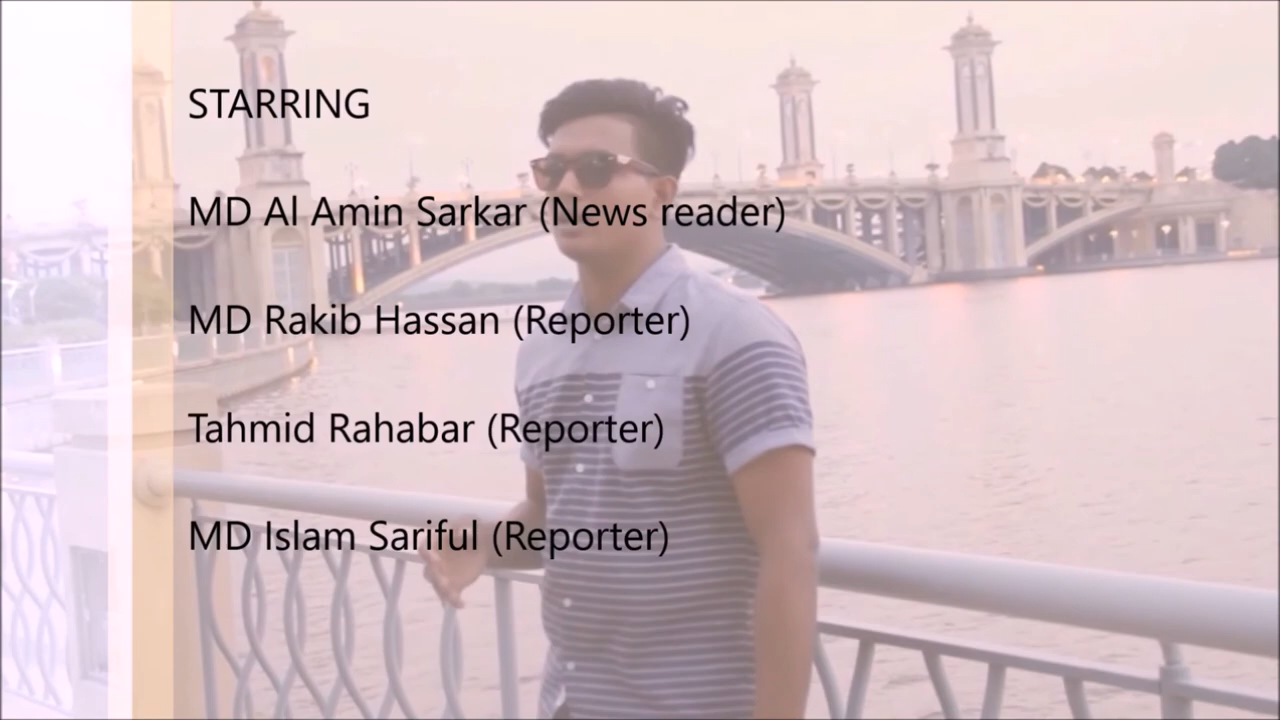 STARRING
MD Al Amin Sarkar (News reader)
MD Rakib Hassan (Reporter)
Tahmid Rahabar (Reporter)
MD Islam Sariful (Reporter)